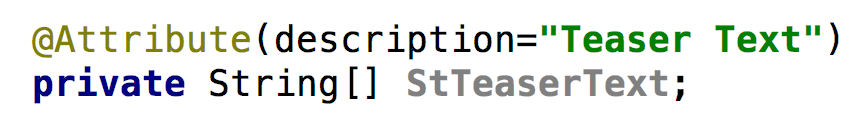 @Attribute(description="Teaser Text")
private String[] StTeaserText;